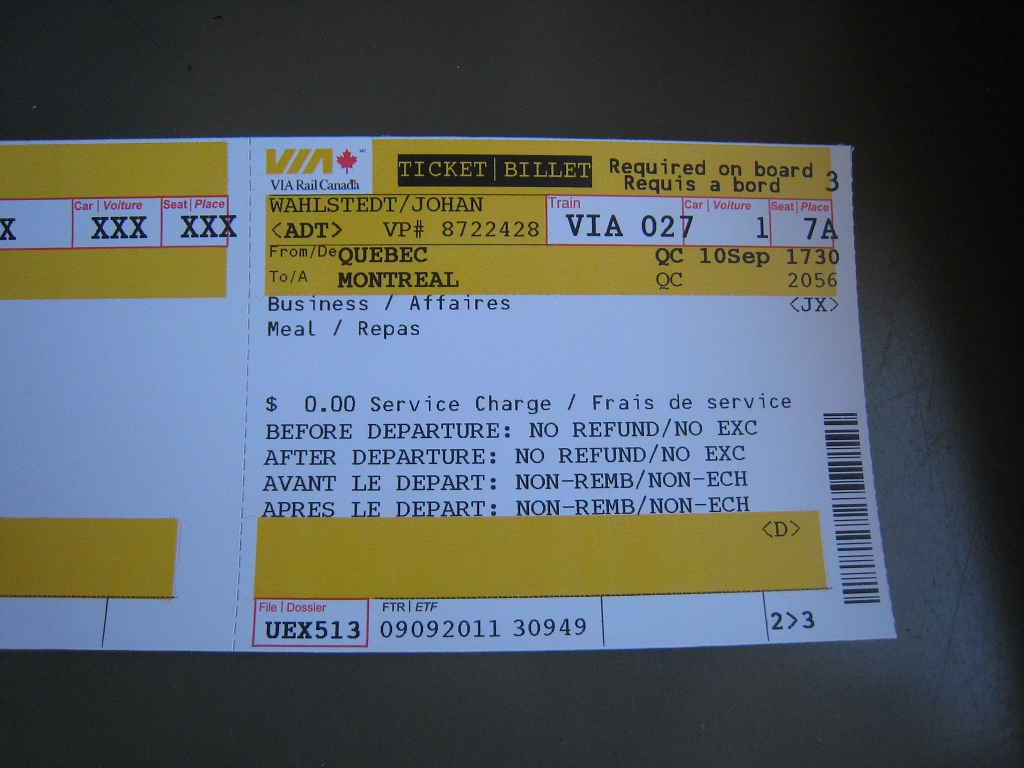 VIA MC
VIA Rail Canada
TICKET | BILLET Required on board
Requis a bord 3
X Car | Voiture XXX Seat | Place XXX
WAHLSTEDT/JOHAN
<ADT> VP# 8722428
Train VIA 027 Car | Voiture 1 Seat | Place 7A
From/De QUEBEC QC 10Sep 1730
To/A MONTREAL QC 2056
Business / Affaires <JX>
Meal / Repas
$ 0.00 Service Charge / Frais de service
BEFORE DEPARTURE: NO REFUND/NO EXC
AFTER DEPARTURE: NO REFUND/NO EXC
AVANT LE DEPART: NON-REMB/NON-ECH
APRES LE DEPART: NON-REMB/NON-ECH
<D>
File | Dossier FTR | ETF
UEX513 09092011 30949 2>3